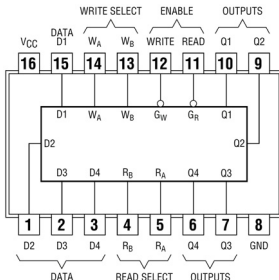 WRITE SELECT ENABLE OUTPUTS
VCC DATA D1 WA WB WRITE READ Q1 Q2
16 15 14 13 12 11 10 9
D1 WA WB GW GR Q1
D2 Q2
D3 D4 RB RA Q4 Q3
1 2 3 4 5 6 7 8
D2 D3 D4 RB RA Q4 Q3 GND
DATA READ SELECT OUTPUTS